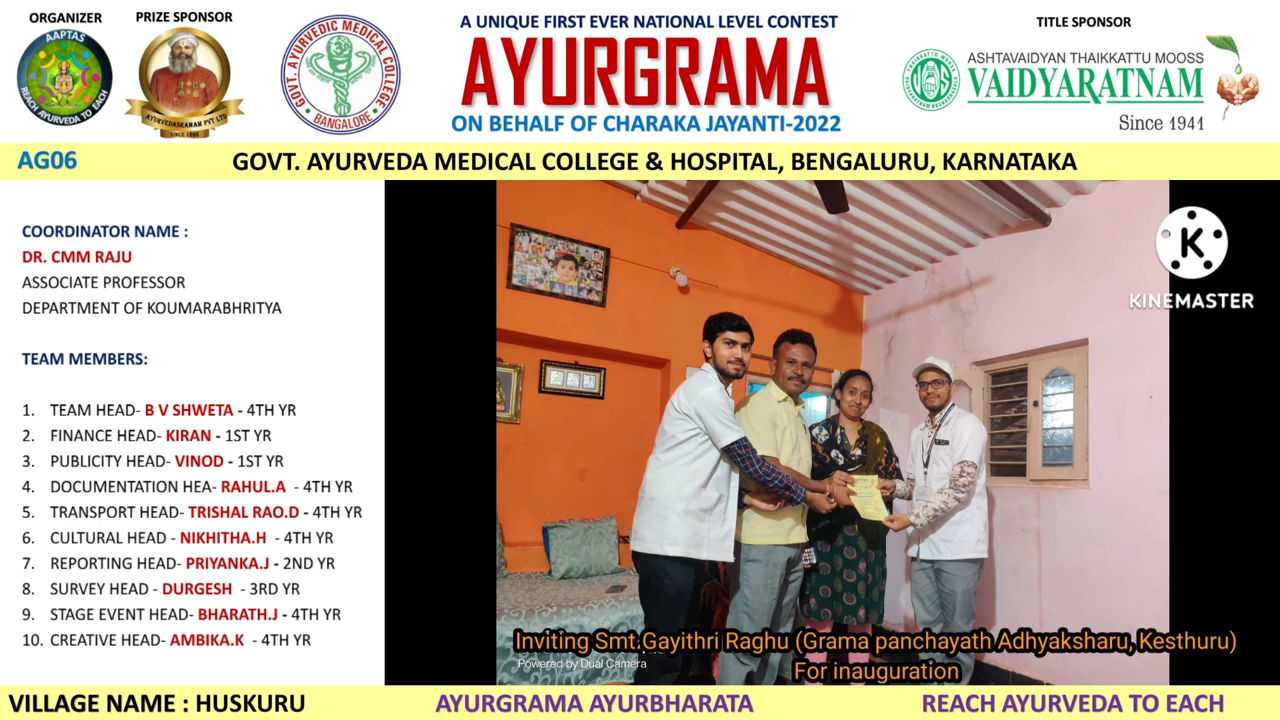 ORGANIZER
PRIZE SPONSOR
AAPTAS
REACH AYURVEDA TO EACH
AYURVEDASRAMAM PVT LTD
SINCE 1896
GOVT. AYURVEDIC MEDICAL COLLEGE
BANGALORE
A UNIQUE FIRST EVER NATIONAL LEVEL CONTEST
AYURGRAMA
ON BEHALF OF CHARAKA JAYANTI-2022
TITLE SPONSOR
ASHTAVAIDYAN THAIKKATTU MOOSS
VAIDYARATNAM
Since 1941
AG06
GOVT. AYURVEDA MEDICAL COLLEGE & HOSPITAL, BENGALURU, KARNATAKA
COORDINATOR NAME :
DR. CMM RAJU
ASSOCIATE PROFESSOR
DEPARTMENT OF KOUMARABHRITYA
TEAM MEMBERS:
1. TEAM HEAD- B V SHWETA - 4TH YR
2. FINANCE HEAD- KIRAN - 1ST YR
3. PUBLICITY HEAD- VINOD - 1ST YR
4. DOCUMENTATION HEA- RAHUL.A - 4TH YR
5. TRANSPORT HEAD- TRISHAL RAO.D - 4TH YR
6. CULTURAL HEAD - NIKHITHA.H - 4TH YR
7. REPORTING HEAD- PRIYANKA.J - 2ND YR
8. SURVEY HEAD - DURGESH - 3RD YR
9. STAGE EVENT HEAD- BHARATH.J - 4TH YR
10. CREATIVE HEAD- AMBIKA.K - 4TH YR
K
KINEMASTER
Inviting Smt.Gayithri Raghu (Grama panchayath Adhyaksharu, Kesthuru)
For inauguration
Powered by Dual Camera
VILLAGE NAME : HUSKURU
AYURGRAMA AYURBHARATA
REACH AYURVEDA TO EACH